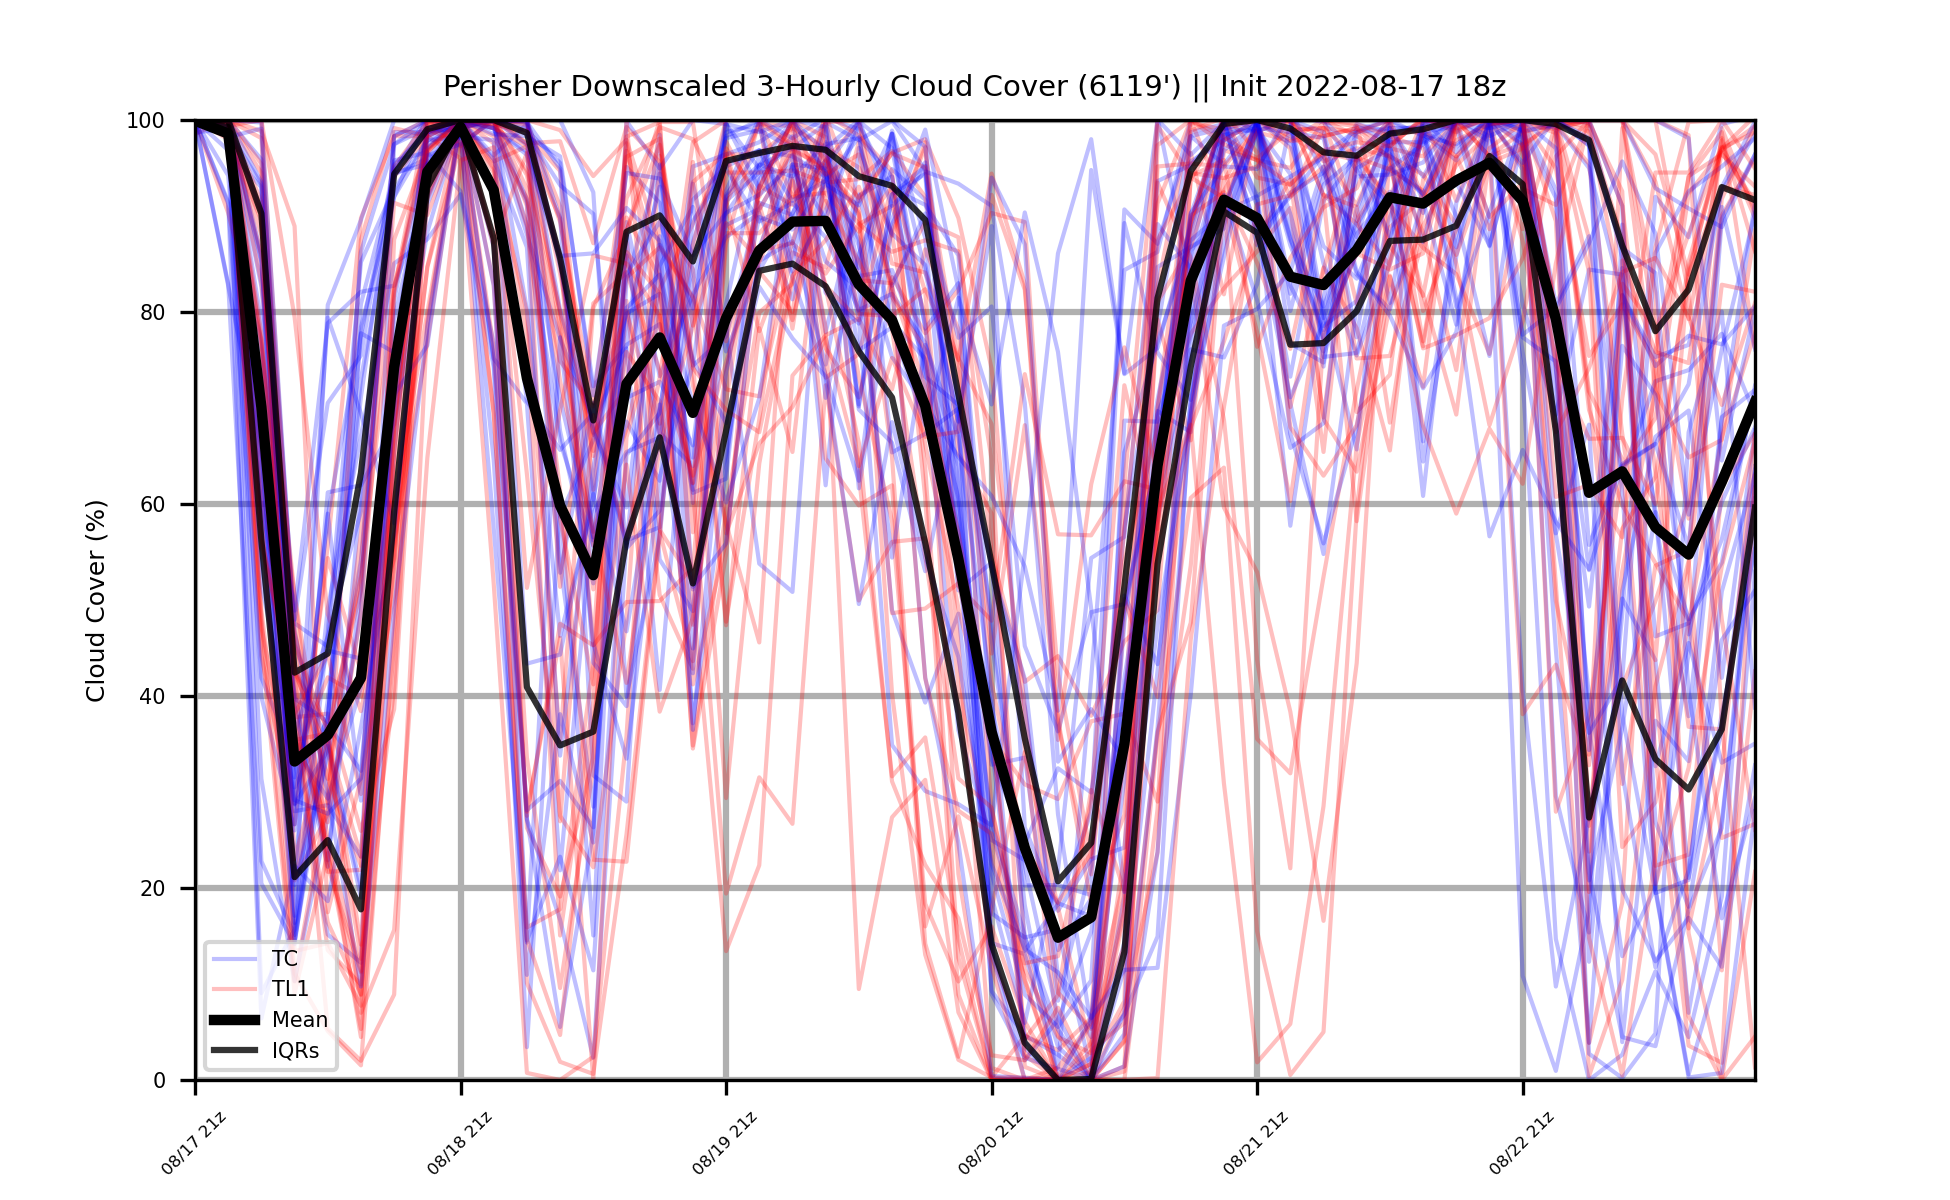 Perisher Downscaled 3-Hourly Cloud Cover (6119') || Init 2022-08-17 18z
Cloud Cover (%)
100
80
60
40
20
0
TC
TL1
Mean
IQRs
08/17 21z
08/18 21z
08/19 21z
08/20 21z
08/21 21z
08/22 21z